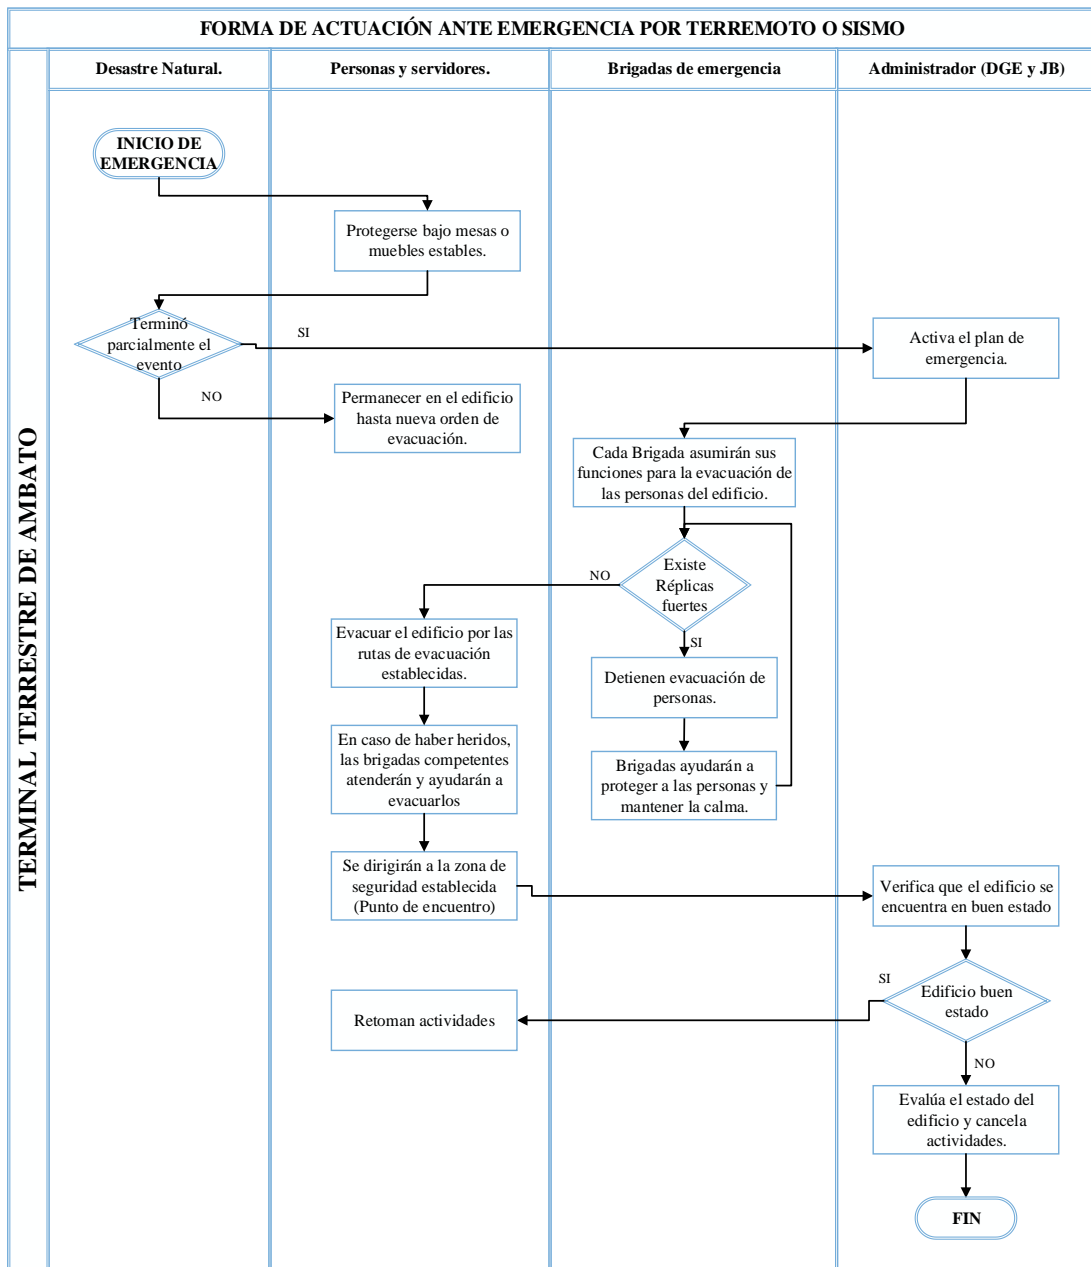 FORMA DE ACTUACIÓN ANTE EMERGENCIA POR TERREMOTO O SISMO
TERMINAL TERRESTRE DE AMBATO
Desastre Natural.
Personas y servidores.
Brigadas de emergencia
Administrador (DGE y JB)
INICIO DE
EMERGENCIA
Protegerse bajo mesas o
muebles estables.
Terminó
parcialmente el
evento
SI
Activa el plan de
emergencia.
NO
Permanecer en el edificio
hasta nueva orden de
evacuación.
Cada Brigada asumirán sus
funciones para la evacuación de
las personas del edificio.
Existe
Réplicas
fuertes
NO
SI
Evacuar el edificio por las
rutas de evacuación
establecidas.
Detienen evacuación de
personas.
En caso de haber heridos,
las brigadas competentes
atenderán y ayudarán a
evacuarlos
Brigadas ayudarán a
proteger a las personas y
mantener la calma.
Se dirigirán a la zona de
seguridad establecida
(Punto de encuentro)
Verifica que el edificio se
encuentra en buen estado
Edificio buen
estado
SI
Retoman actividades
NO
Evalúa el estado del
edificio y cancela
actividades.
FIN